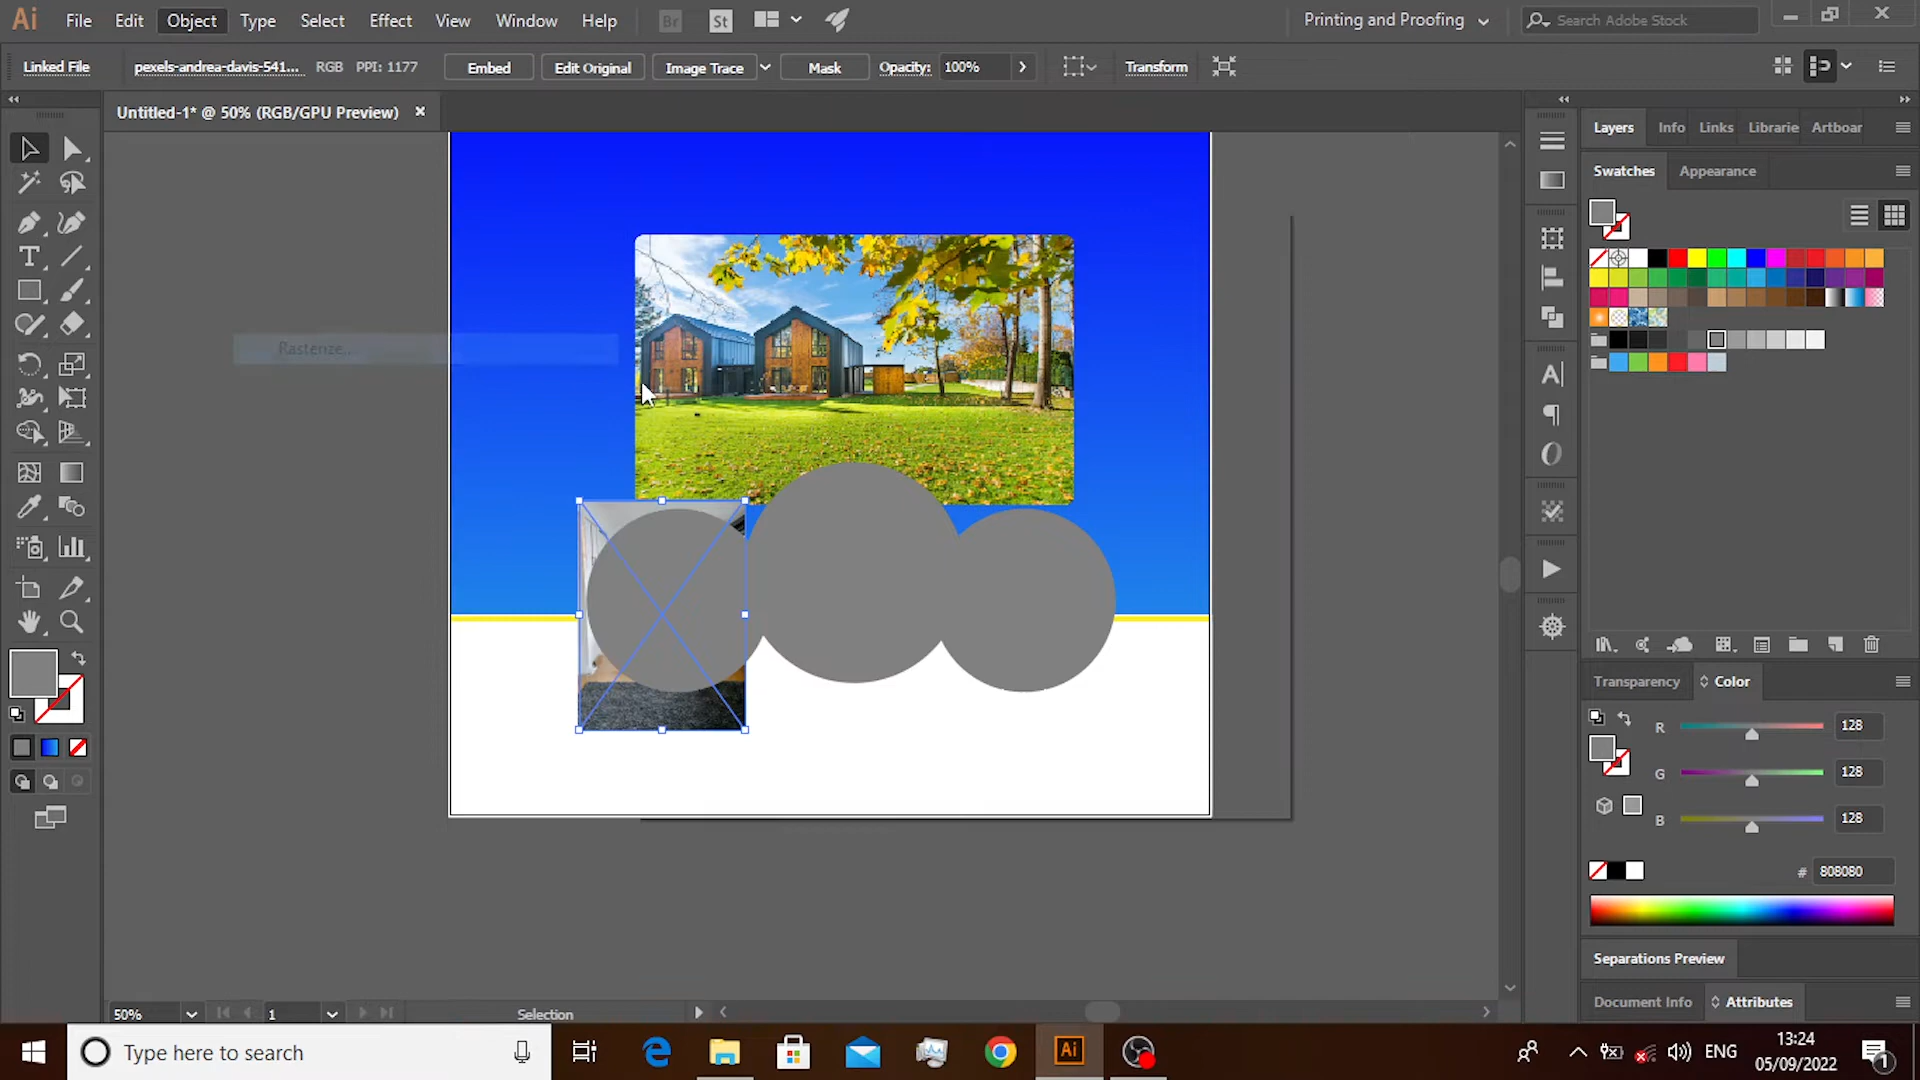 Ai File Edit Object Type Select Effect View Window Help Br St Printing and Proofing Search Adobe Stock
Linked File pexels-andrea-davis-541... RGB PPI: 1177 Embed Edit Original Image Trace Mask Opacity: 100% Transform
Untitled-1* @ 50% (RGB/GPU Preview)
Layers Info Links Librarie Artboar
Swatches Appearance
Rasterize...
Transparency Color
R 128
G 128
B 128
# 808080
Separations Preview
Document Info Attributes
50% 1 Selection
Type here to search
Ai
ENG
13:24
05/09/2022
1